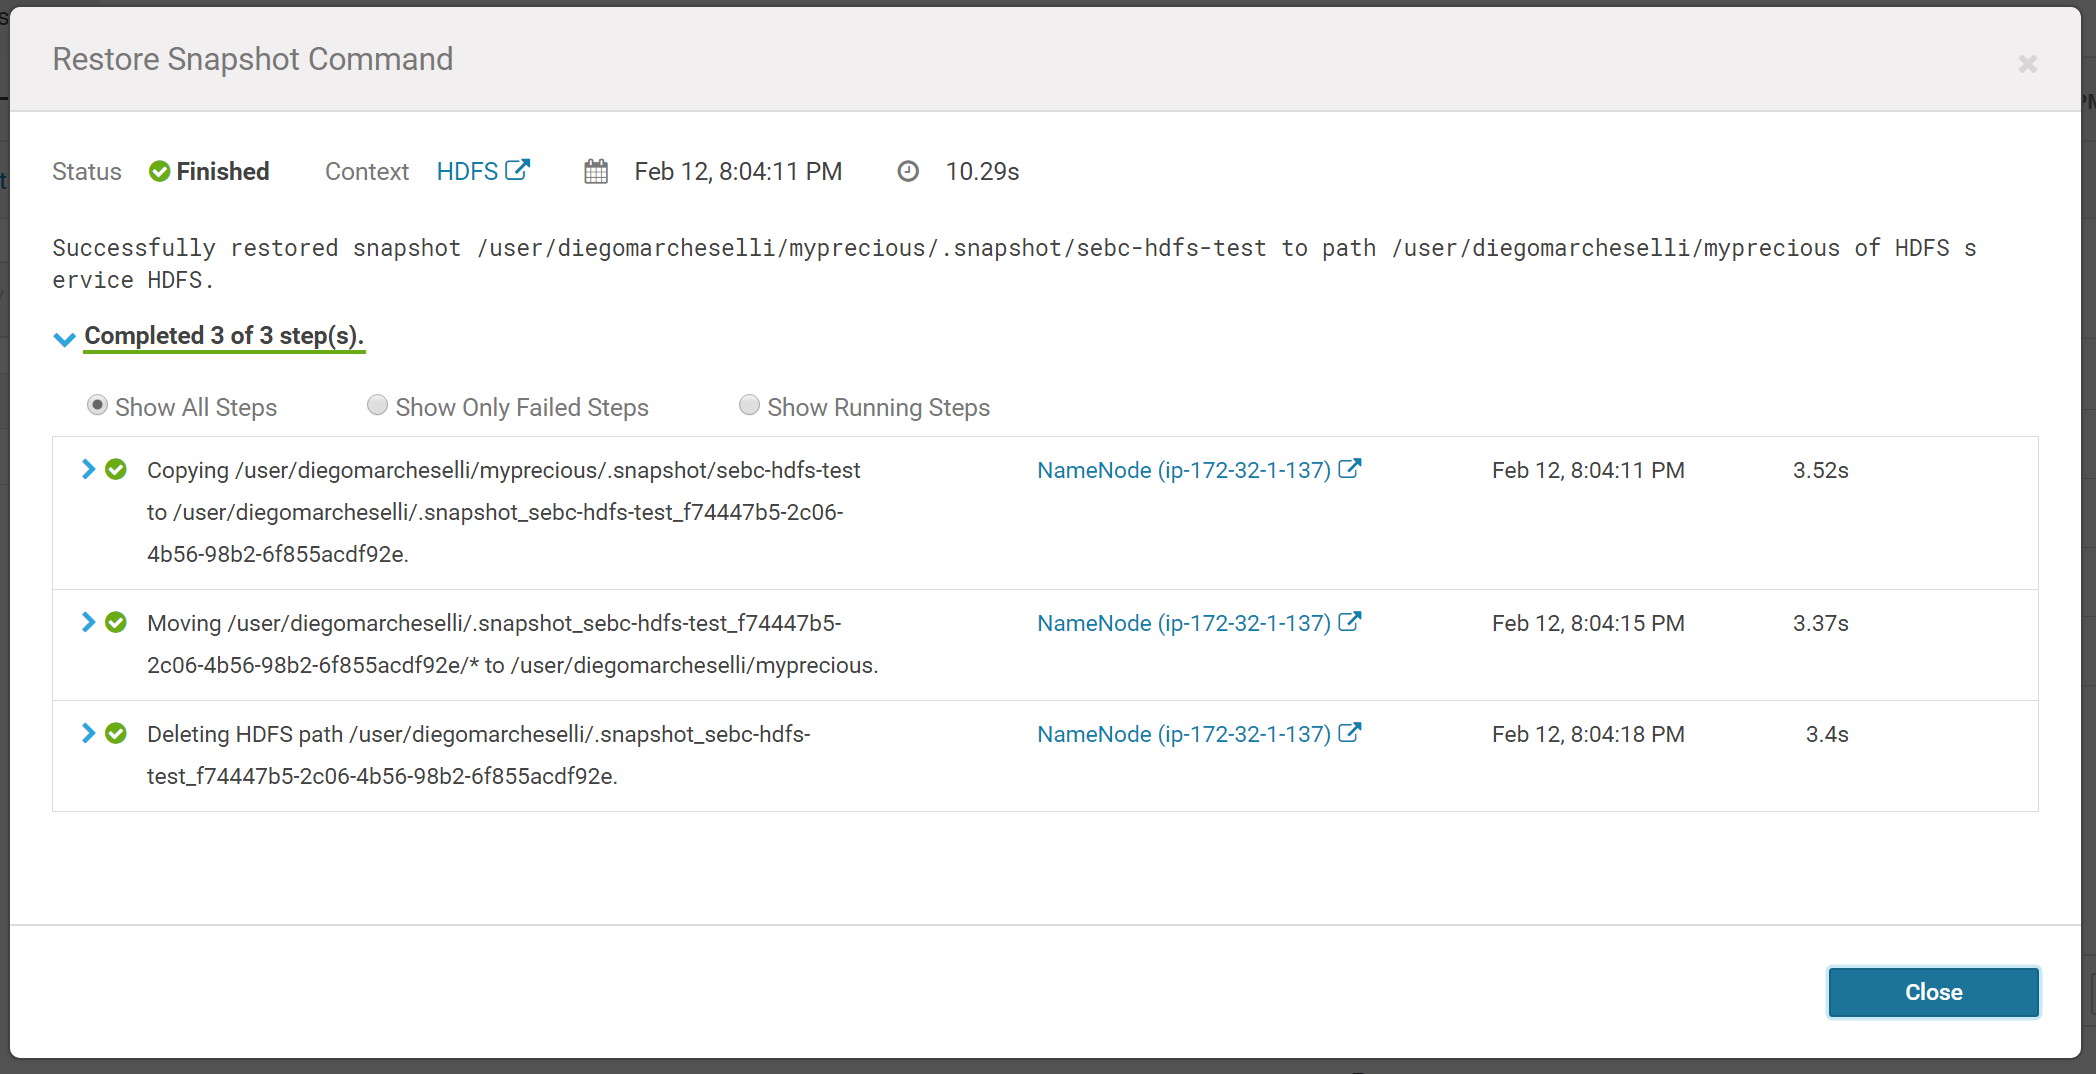 Restore Snapshot Command
Status Finished Context HDFS Feb 12, 8:04:11 PM 10.29s
Successfully restored snapshot /user/diegomarcheselli/myprecious/.snapshot/sebc-hdfs-test to path /user/diegomarcheselli/myprecious of HDFS s
ervice HDFS.
Completed 3 of 3 step(s).
Show All Steps Show Only Failed Steps Show Running Steps
Copying /user/diegomarcheselli/myprecious/.snapshot/sebc-hdfs-test NameNode (ip-172-32-1-137) Feb 12, 8:04:11 PM 3.52s
to /user/diegomarcheselli/.snapshot_sebc-hdfs-test_f74447b5-2c06-
4b56-98b2-6f855acdf92e.
Moving /user/diegomarcheselli/.snapshot_sebc-hdfs-test_f74447b5- NameNode (ip-172-32-1-137) Feb 12, 8:04:15 PM 3.37s
2c06-4b56-98b2-6f855acdf92e/* to /user/diegomarcheselli/myprecious.
Deleting HDFS path /user/diegomarcheselli/.snapshot_sebc-hdfs- NameNode (ip-172-32-1-137) Feb 12, 8:04:18 PM 3.4s
test_f74447b5-2c06-4b56-98b2-6f855acdf92e.
Close